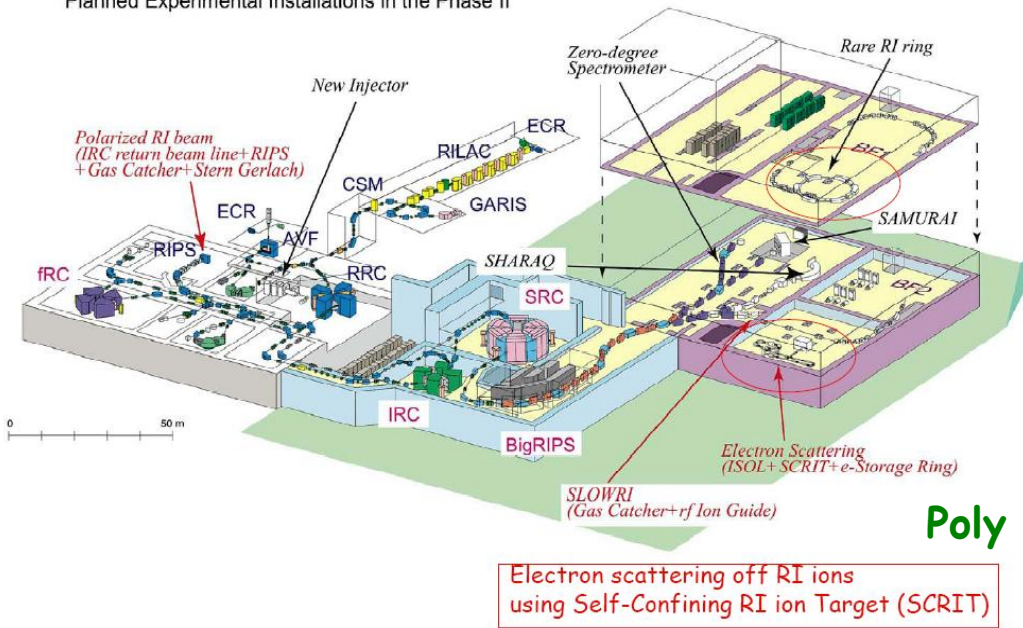 Planned Experimental Installations in the Phase II
Zero-degree
Spectrometer
Rare RI ring
New Injector
Polarized RI beam
(IRC return beam line+RIPS
+Gas Catcher+Stern Gerlach)
ECR
RILAC
BF1
CSM
GARIS
ECR
AVF
SAMURAI
RIPS
SHARAQ
fRC
RRC
SRC
BF2
0 50 m
IRC
BigRIPS
Electron Scattering
(ISOL+SCRIT+e-Storage Ring)
SLOWRI
(Gas Catcher+rf Ion Guide)
Poly
Electron scattering off RI ions
using Self-Confining RI ion Target (SCRIT)